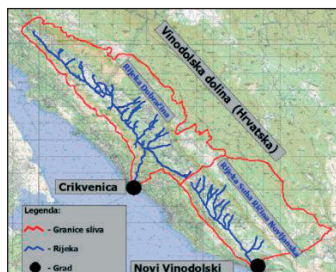 Vinodolska dolina (Hrvatska)
Rijeka Dubračina
Rijeka Suha Ričina Novljanska
Crikvenica
Legenda:
- Granice sliva
- Rijeka
- Grad
Novi Vinodolski